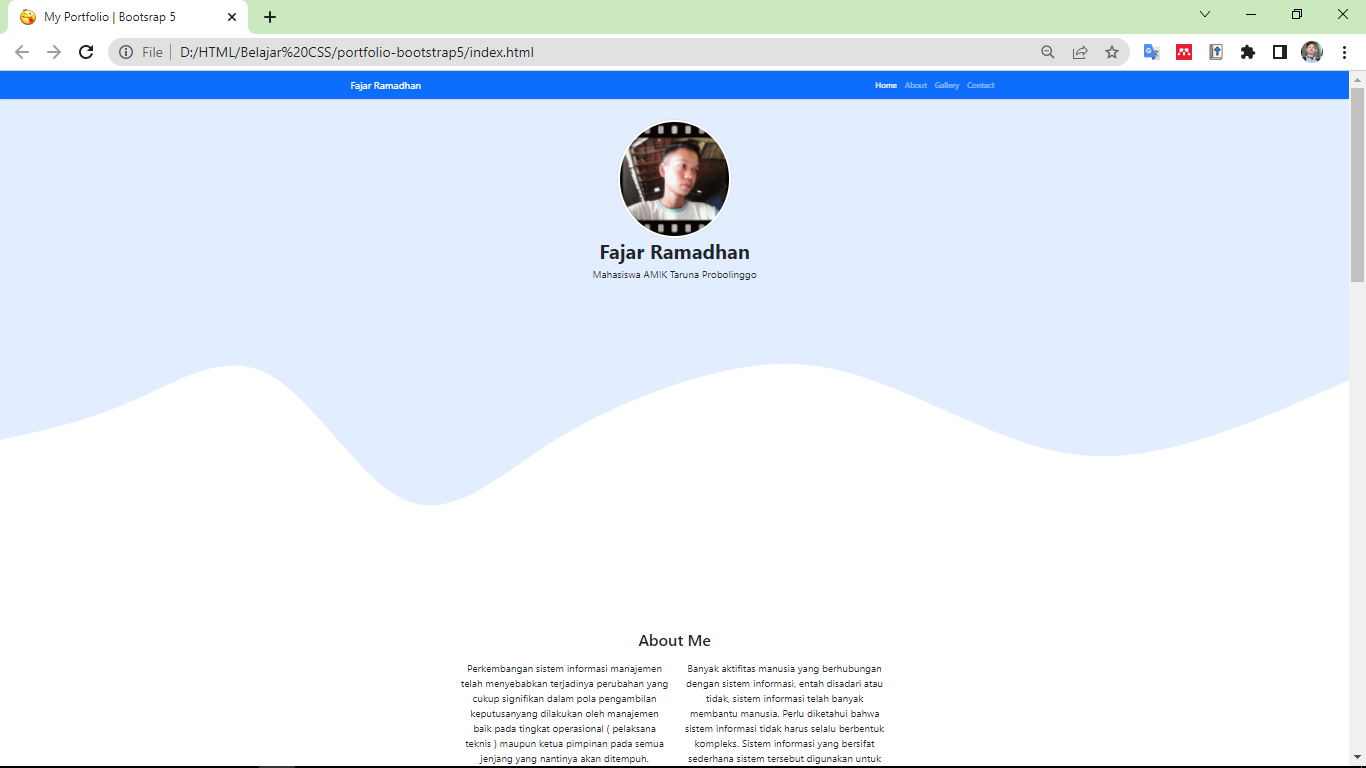 My Portfolio | Bootsrap 5
File | D:/HTML/Belajar%20CSS/portfolio-bootstrap5/index.html
Fajar Ramadhan Home About Gallery Contact
Fajar Ramadhan
Mahasiswa AMIK Taruna Probolinggo
About Me
Perkembangan sistem informasi manajemen
telah menyebabkan terjadinya perubahan yang
cukup signifikan dalam pola pengambilan
keputusanyang dilakukan oleh manajemen
baik pada tingkat operasional ( pelaksana
teknis ) maupun ketua pimpinan pada semua
jenjang yang nantinya akan ditempuh.
Banyak aktifitas manusia yang berhubungan
dengan sistem informasi, entah disadari atau
tidak, sistem informasi telah banyak
membantu manusia. Perlu diketahui bahwa
sistem informasi tidak harus selalu berbentuk
kompleks. Sistem informasi yang bersifat
sederhana sistem tersebut digunakan untuk